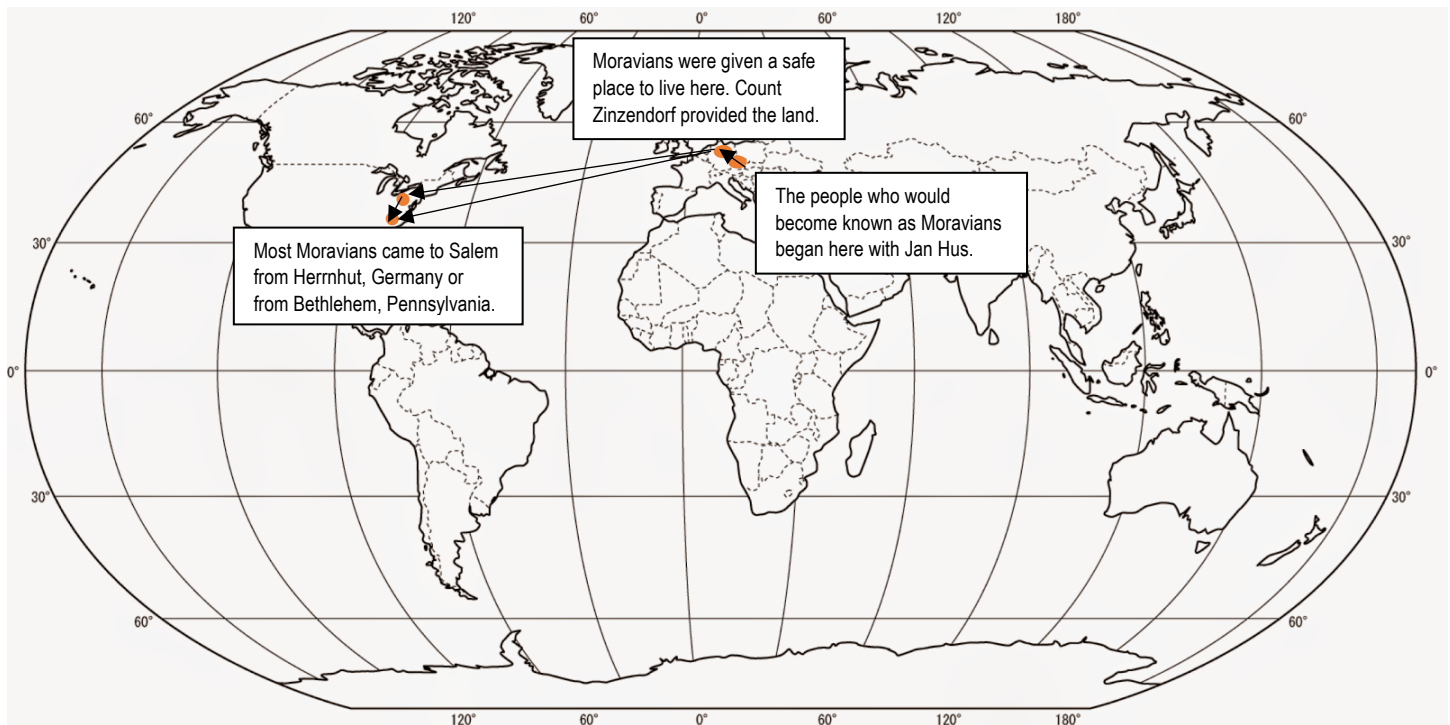 120° 60° 0° 60° 120° 180°
Moravians were given a safe
place to live here. Count
Zinzendorf provided the land.
60° 60°
The people who would
become known as Moravians
began here with Jan Hus.
30° 30°
Most Moravians came to Salem
from Herrnhut, Germany or
from Bethlehem, Pennsylvania.
0° 0°
30° 30°
60° 60°
120° 60° 0° 60° 120° 180°